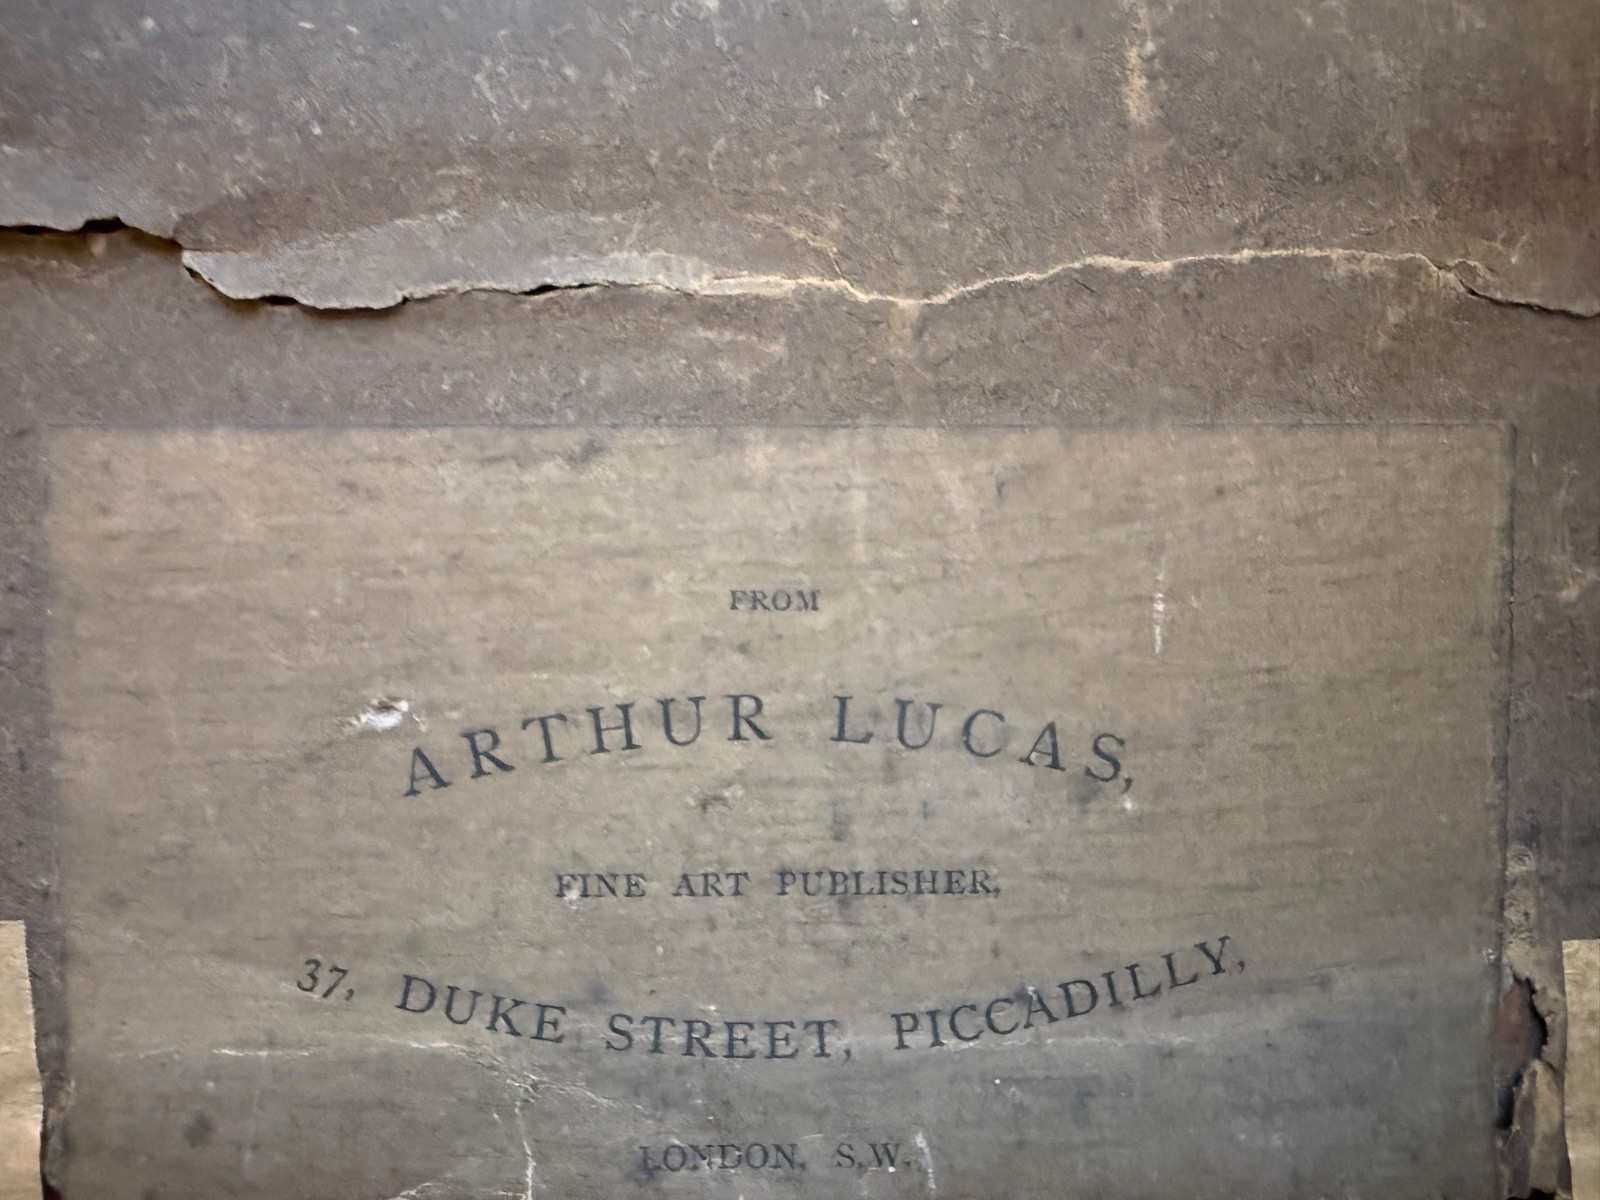 FROM
ARTHUR LUCAS,
FINE ART PUBLISHER,
37, DUKE STREET, PICCADILLY,
LONDON, S.W.